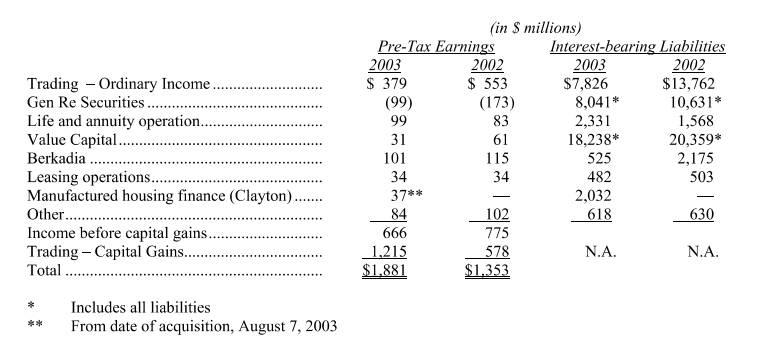 (in $ millions)
Pre-Tax Earnings Interest-bearing Liabilities
2003 2002 2003 2002
Trading – Ordinary Income ........................... $ 379 $ 553 $7,826 $13,762
Gen Re Securities ........................................... (99) (173) 8,041* 10,631*
Life and annuity operation.............................. 99 83 2,331 1,568
Value Capital .................................................. 31 61 18,238* 20,359*
Berkadia ......................................................... 101 115 525 2,175
Leasing operations.......................................... 34 34 482 503
Manufactured housing finance (Clayton) ....... 37** — 2,032 —
Other............................................................... 84 102 618 630
Income before capital gains............................ 666 775
Trading – Capital Gains.................................. 1,215 578 N.A. N.A.
Total ............................................................... $1,881 $1,353
* Includes all liabilities
** From date of acquisition, August 7, 2003